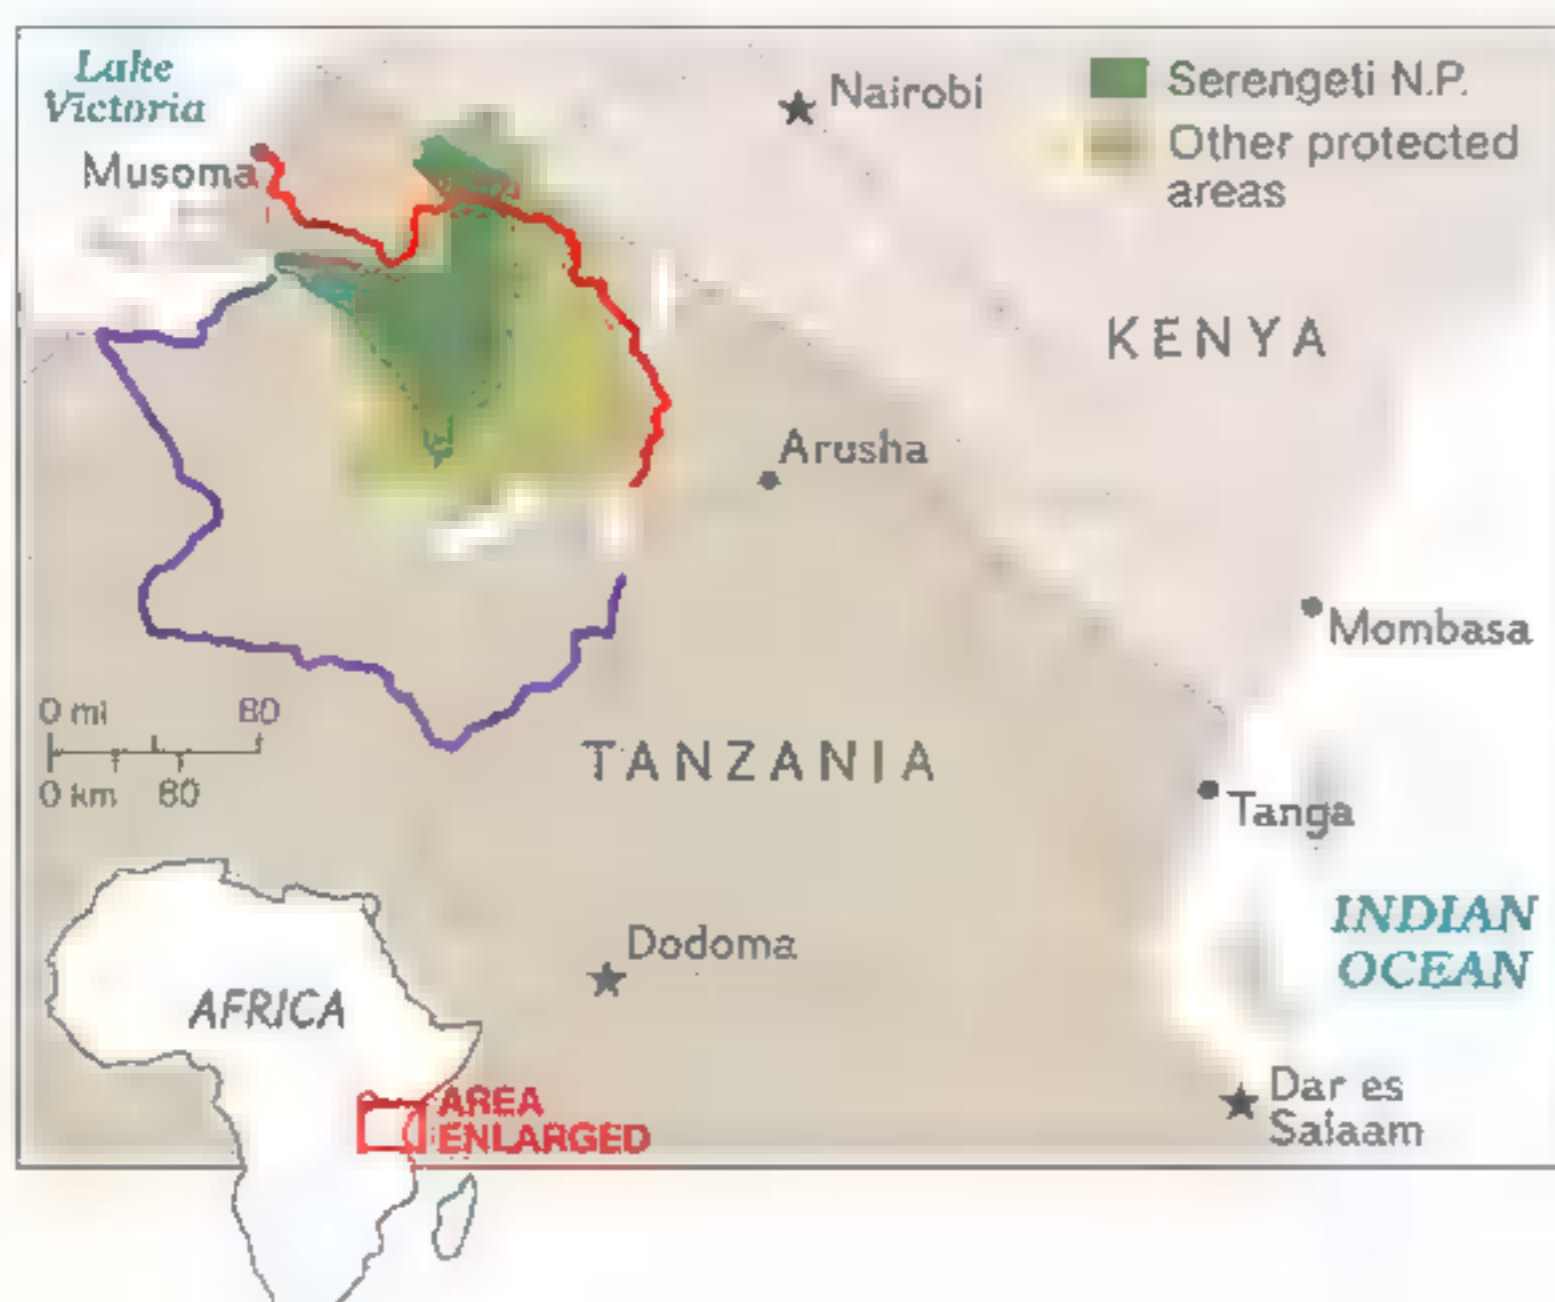 Lake
Victoria
Musoma
Nairobi
Serengeti N.P.
Other protected
areas
KENYA
Arusha
Mombasa
0 mi 80
0 km 80
TANZANIA
Tanga
INDIAN
OCEAN
Dodoma
AFRICA
AREA
ENLARGED
Dar es
Salaam